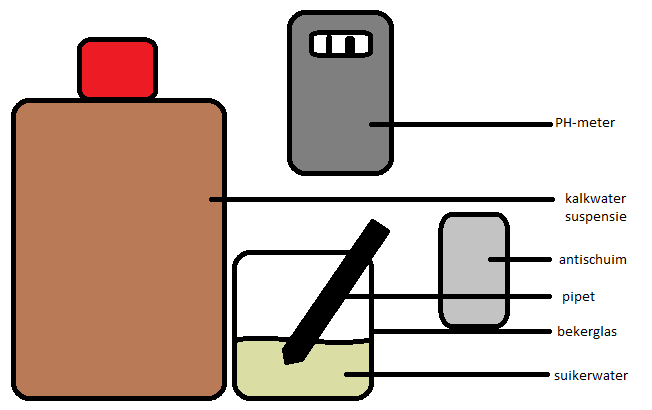 PH-meter
kalkwater
suspensie
antischuim
pipet
bekerglas
suikerwater